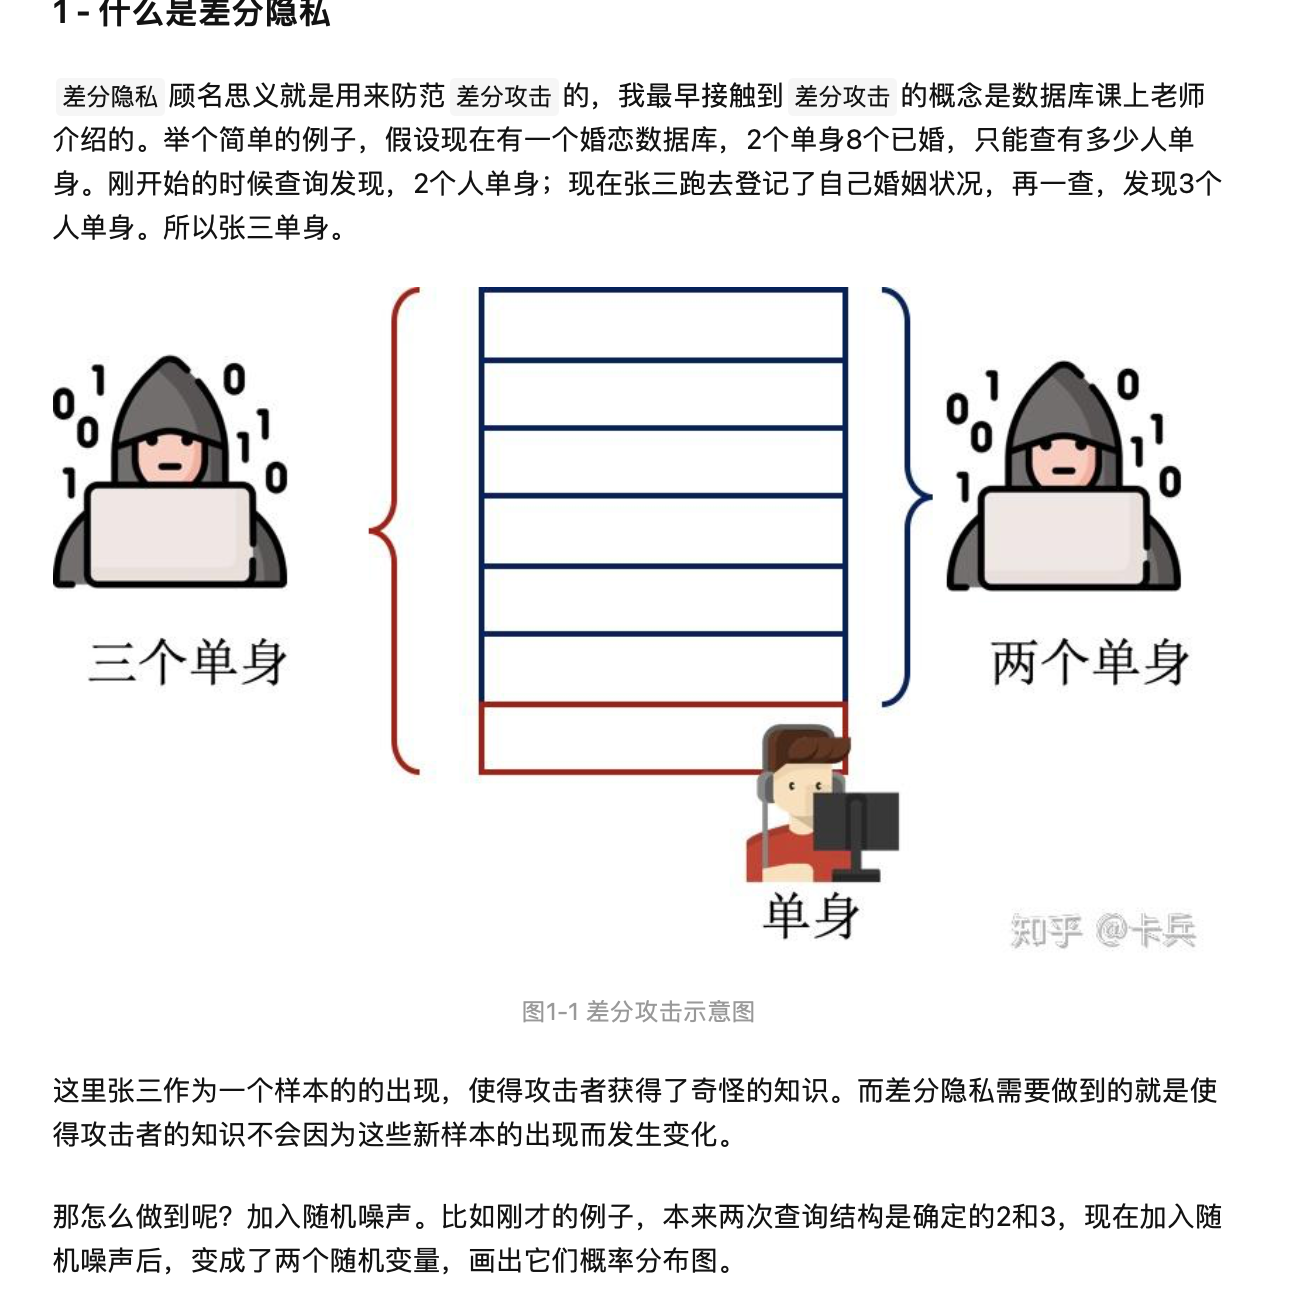 1 - 什么是差分隐私
差分隐私 顾名思义就是用来防范 差分攻击 的，我最早接触到 差分攻击 的概念是数据库课上老师
介绍的。举个简单的例子，假设现在有一个婚恋数据库，2个单身8个已婚，只能查有多少人单
身。刚开始的时候查询发现，2个人单身；现在张三跑去登记了自己婚姻状况，再一查，发现3个
人单身。所以张三单身。
1 0
0 0 1
1
1 0
1 0
0 0 1
1
1 0
三个单身
两个单身
单身
知乎 @卡兵
图1-1 差分攻击示意图
这里张三作为一个样本的的出现，使得攻击者获得了奇怪的知识。而差分隐私需要做到的就是使
得攻击者的知识不会因为这些新样本的出现而发生变化。
那怎么做到呢？加入随机噪声。比如刚才的例子，本来两次查询结构是确定的2和3，现在加入随
机噪声后，变成了两个随机变量，画出它们概率分布图。